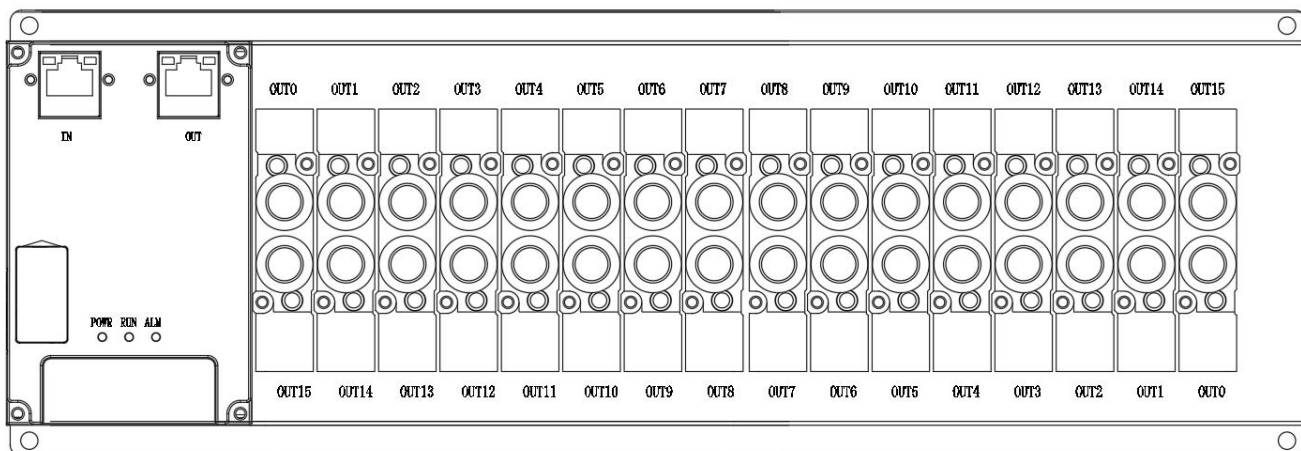 IN OUT
OUT0 OUT1 OUT2 OUT3 OUT4 OUT5 OUT6 OUT7 OUT8 OUT9 OUT10 OUT11 OUT12 OUT13 OUT14 OUT15
POWR RUN ALM
OUT15 OUT14 OUT13 OUT12 OUT11 OUT10 OUT9 OUT8 OUT7 OUT6 OUT5 OUT4 OUT3 OUT2 OUT1 OUT0